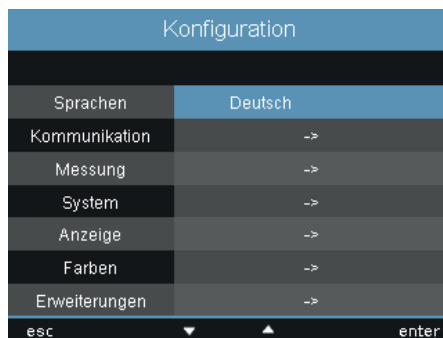 Konfiguration
Sprachen Deutsch
Kommunikation ->
Messung ->
System ->
Anzeige ->
Farben ->
Erweiterungen ->
esc ▼ ▲ enter